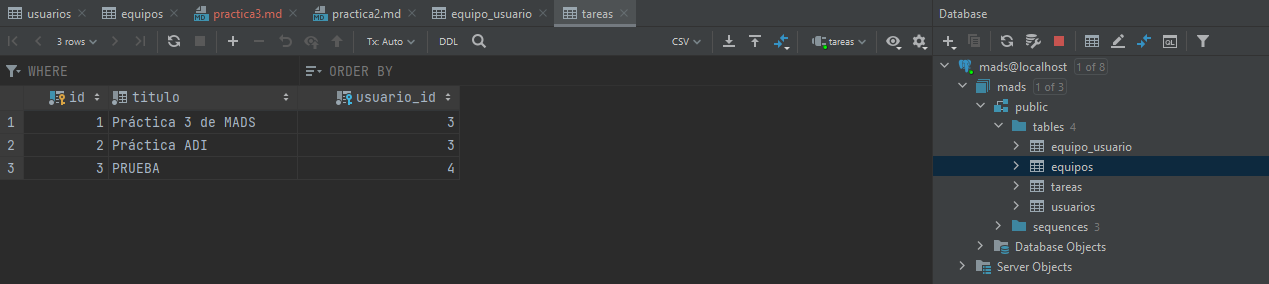 usuarios equipos practica3.md practica2.md equipo_usuario tareas
3 rows Tx: Auto DDL CSV tareas
WHERE ORDER BY
id titulo usuario_id
1 1 Práctica 3 de MADS 3
2 2 Práctica ADI 3
3 3 PRUEBA 4
Database
mads@localhost 1 of 8
mads 1 of 3
public
tables 4
equipo_usuario
equipos
tareas
usuarios
sequences 3
Database Objects
Server Objects